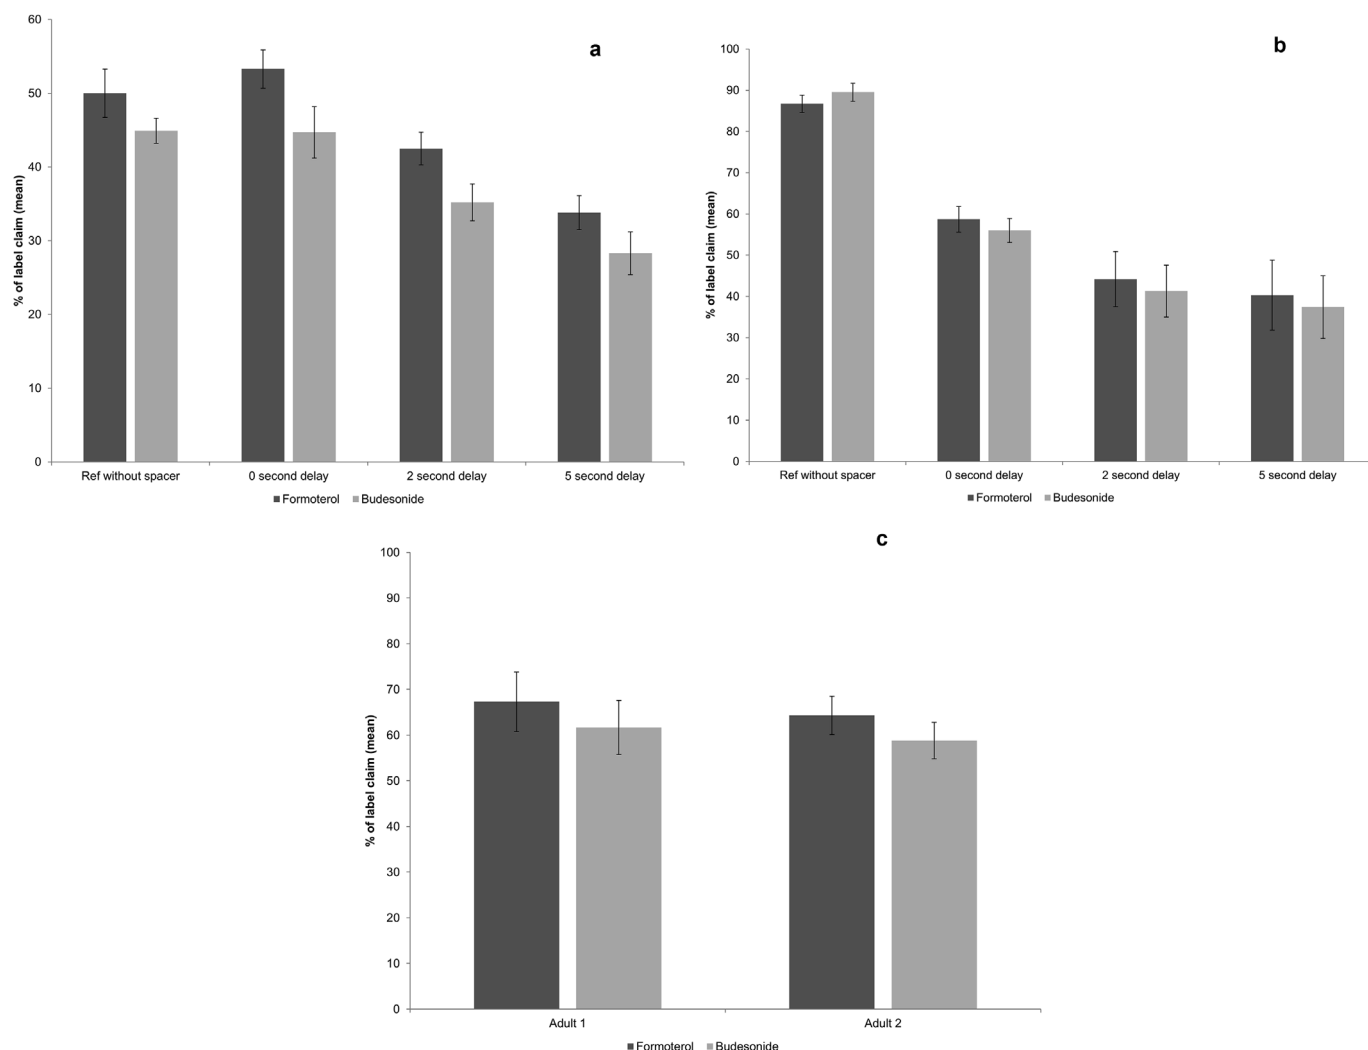 a
% of label claim (mean)
60
50
40
30
20
10
0
Ref without spacer 0 second delay 2 second delay 5 second delay
Formoterol Budesonide
b
% of label claim (mean)
100
90
80
70
60
50
40
30
20
10
0
Ref without spacer 0 second delay 2 second delay 5 second delay
Formoterol Budesonide
c
% of label claim (mean)
100
90
80
70
60
50
40
30
20
10
0
Adult 1 Adult 2
Formoterol Budesonide